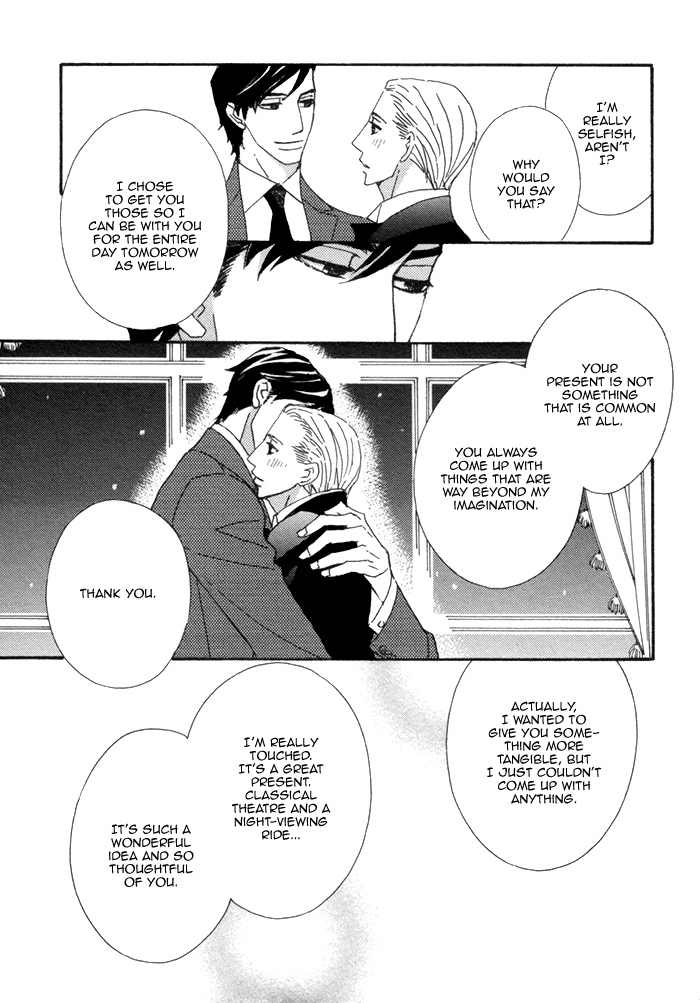 I'M
REALLY
SELFISH,
AREN'T
I?
WHY
WOULD
YOU SAY
THAT?
I CHOSE
TO GET YOU
THOSE SO I
CAN BE WITH YOU
FOR THE ENTIRE
DAY TOMORROW
AS WELL.
YOUR
PRESENT IS NOT
SOMETHING
THAT IS COMMON
AT ALL.
YOU ALWAYS
COME UP WITH
THINGS THAT ARE
WAY BEYOND MY
IMAGINATION.
THANK YOU.
ACTUALLY,
I WANTED TO
GIVE YOU SOME-
THING MORE
TANGIBLE, BUT
I JUST COULDN'T
COME UP WITH
ANYTHING.
I'M REALLY
TOUCHED.
IT'S A GREAT
PRESENT.
CLASSICAL
THEATRE AND A
NIGHT-VIEWING
RIDE...
IT'S SUCH A
WONDERFUL
IDEA AND SO
THOUGHTFUL
OF YOU.